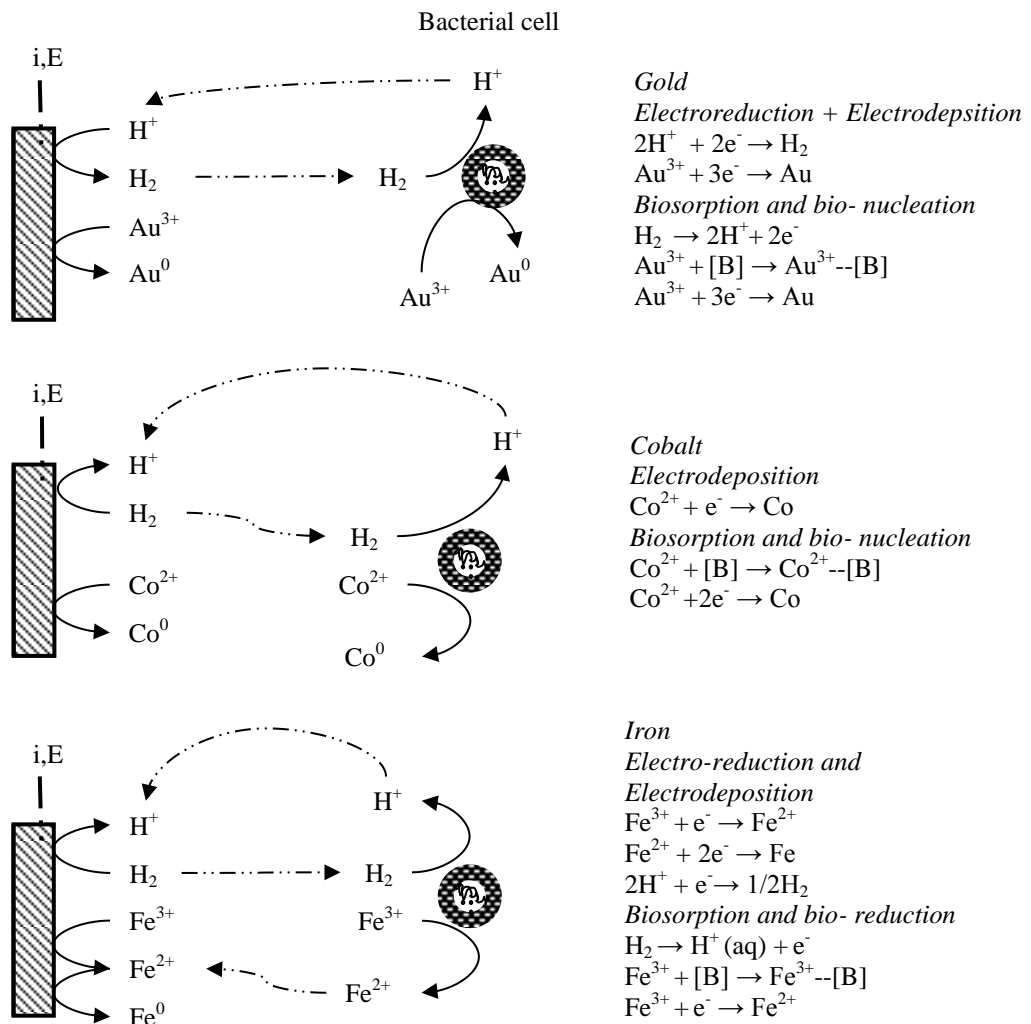 Bacterial cell
i,E
H⁺
H⁺
H₂
H₂
Au³⁺
Au⁰
Au³⁺
Au⁰
Gold
Electroreduction + Electrodepsition
2H⁺ + 2e⁻ → H₂
Au³⁺ + 3e⁻ → Au
Biosorption and bio- nucleation
H₂ → 2H⁺ + 2e⁻
Au³⁺ + [B] → Au³⁺--[B]
Au³⁺ + 3e⁻ → Au
i,E
H⁺
H⁺
H₂
H₂
Co²⁺
Co²⁺
Co⁰
Co⁰
Cobalt
Electrodeposition
Co²⁺ + e⁻ → Co
Biosorption and bio- nucleation
Co²⁺ + [B] → Co²⁺--[B]
Co²⁺ +2e⁻ → Co
i,E
H⁺
H⁺
H₂
H₂
Fe³⁺
Fe³⁺
Fe²⁺
Fe²⁺
Fe⁰
Iron
Electro-reduction and
Electrodeposition
Fe³⁺ + e⁻ → Fe²⁺
Fe²⁺ + 2e⁻ → Fe
2H⁺ + e⁻→ 1/2H₂
Biosorption and bio- reduction
H₂ → H⁺ (aq) + e⁻
Fe³⁺ + [B] → Fe³⁺--[B]
Fe³⁺ + e⁻ → Fe²⁺